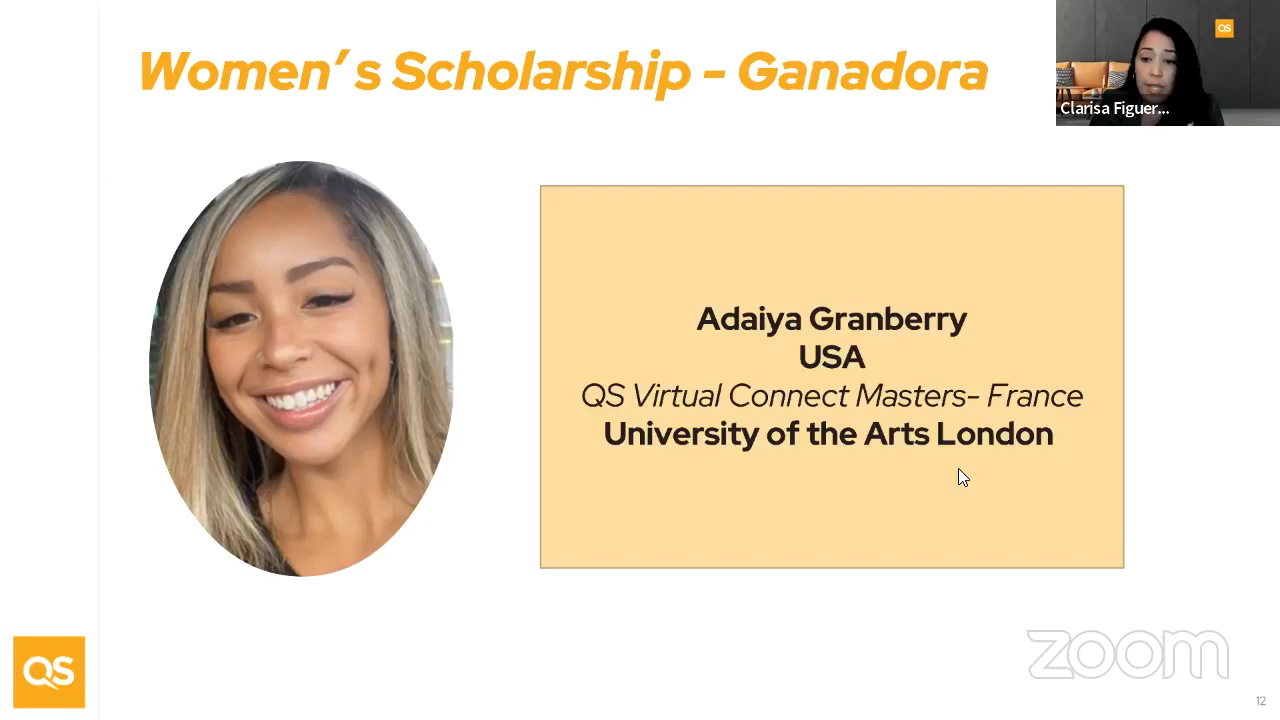 Women's Scholarship - Ganadora
QS
Clarisa Figuer...
Adaiya Granberry
USA
QS Virtual Connect Masters- France
University of the Arts London
QS
zoom
12